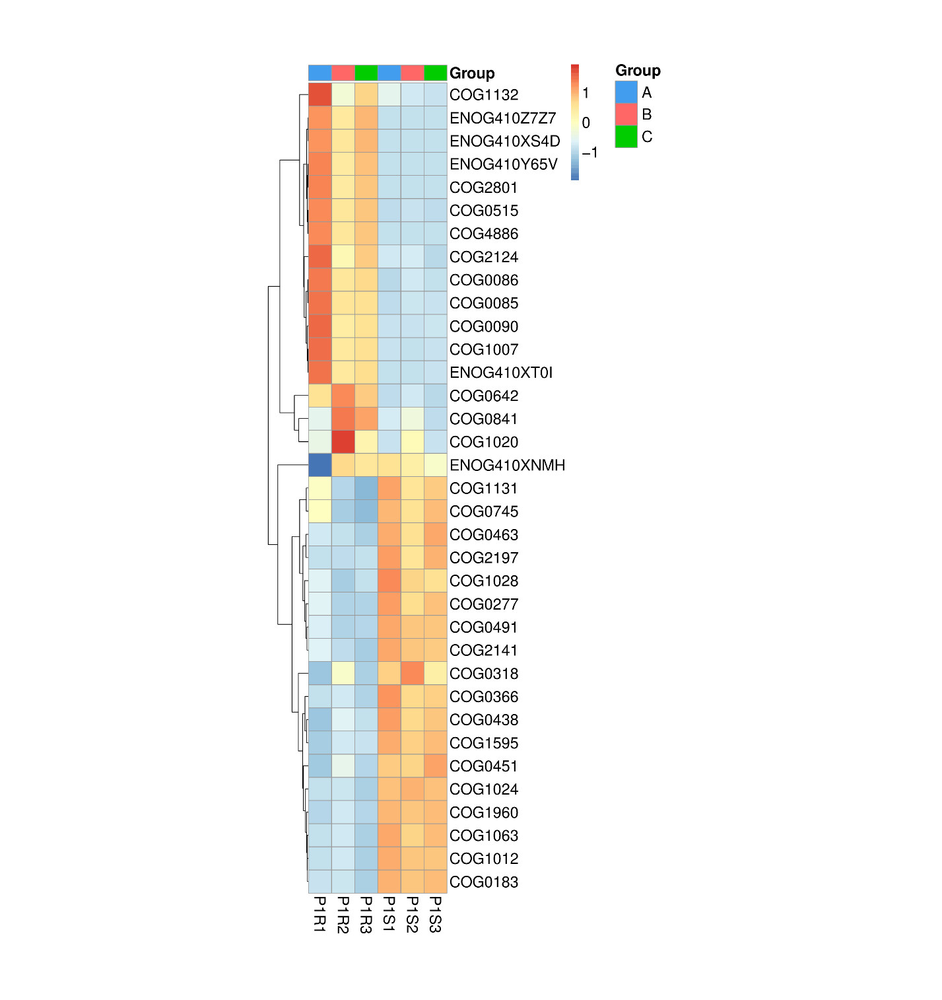 Group
COG1132
ENOG410Z7Z7
ENOG410XS4D
ENOG410Y65V
COG2801
COG0515
COG4886
COG2124
COG0086
COG0085
COG0090
COG1007
ENOG410XT0I
COG0642
COG0841
COG1020
ENOG410XNMH
COG1131
COG0745
COG0463
COG2197
COG1028
COG0277
COG0491
COG2141
COG0318
COG0366
COG0438
COG1595
COG0451
COG1024
COG1960
COG1063
COG1012
COG0183
P1R1
P1R2
P1R3
P1S1
P1S2
P1S3
1
0
−1
Group
A
B
C